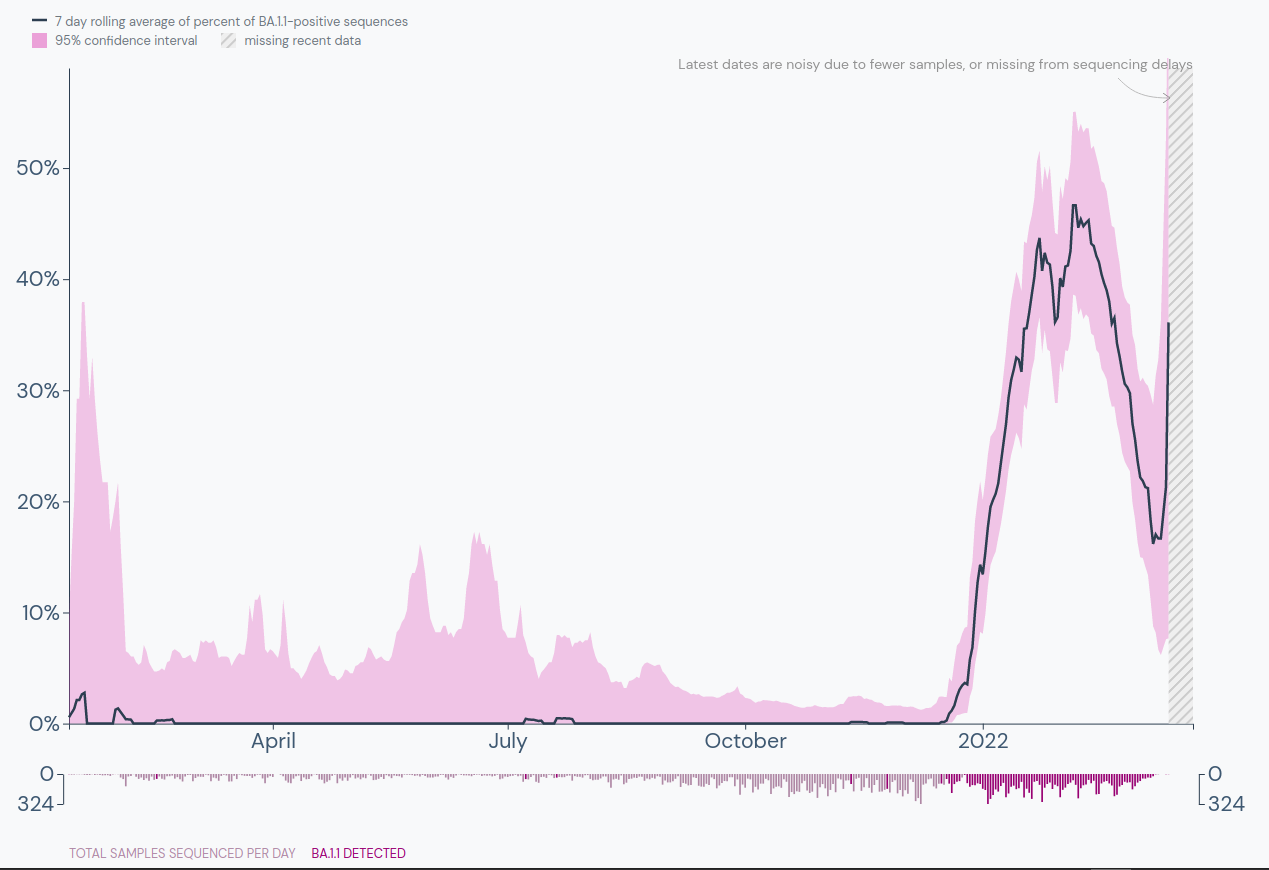 7 day rolling average of percent of BA.1.1-positive sequences
95% confidence interval missing recent data
Latest dates are noisy due to fewer samples, or missing from sequencing delays
50%
40%
30%
20%
10%
0%
April July October 2022
0 0
324 324
TOTAL SAMPLES SEQUENCED PER DAY BA.1.1 DETECTED